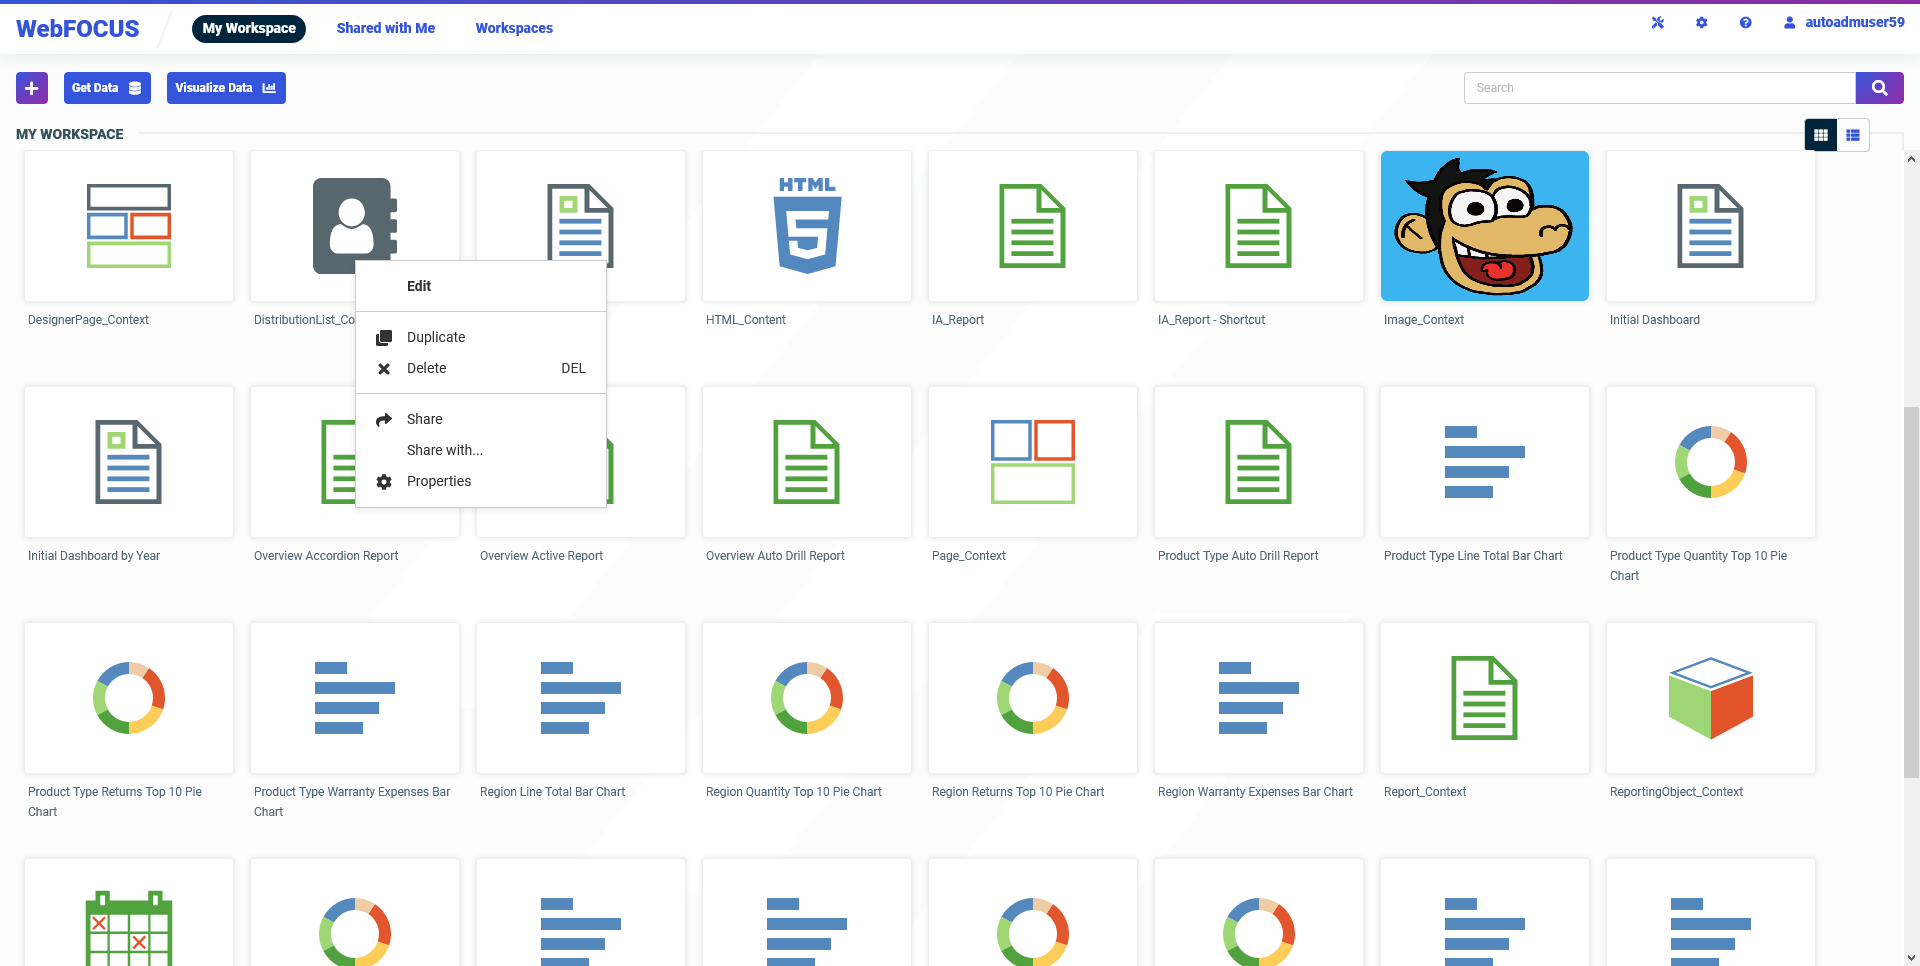 WebFOCUS
My Workspace
Shared with Me
Workspaces
autoadmuser59
Get Data
Visualize Data
Search
MY WORKSPACE
HTML
DesignerPage_Context
DistributionList_Co
HTML_Content
IA_Report
IA_Report - Shortcut
Image_Context
Initial Dashboard
Edit
Duplicate
Delete DEL
Share
Share with...
Properties
Initial Dashboard by Year
Overview Accordion Report
Overview Active Report
Overview Auto Drill Report
Page_Context
Product Type Auto Drill Report
Product Type Line Total Bar Chart
Product Type Quantity Top 10 Pie
Chart
Product Type Returns Top 10 Pie
Chart
Product Type Warranty Expenses Bar
Chart
Region Line Total Bar Chart
Region Quantity Top 10 Pie Chart
Region Returns Top 10 Pie Chart
Region Warranty Expenses Bar Chart
Report_Context
ReportingObject_Context